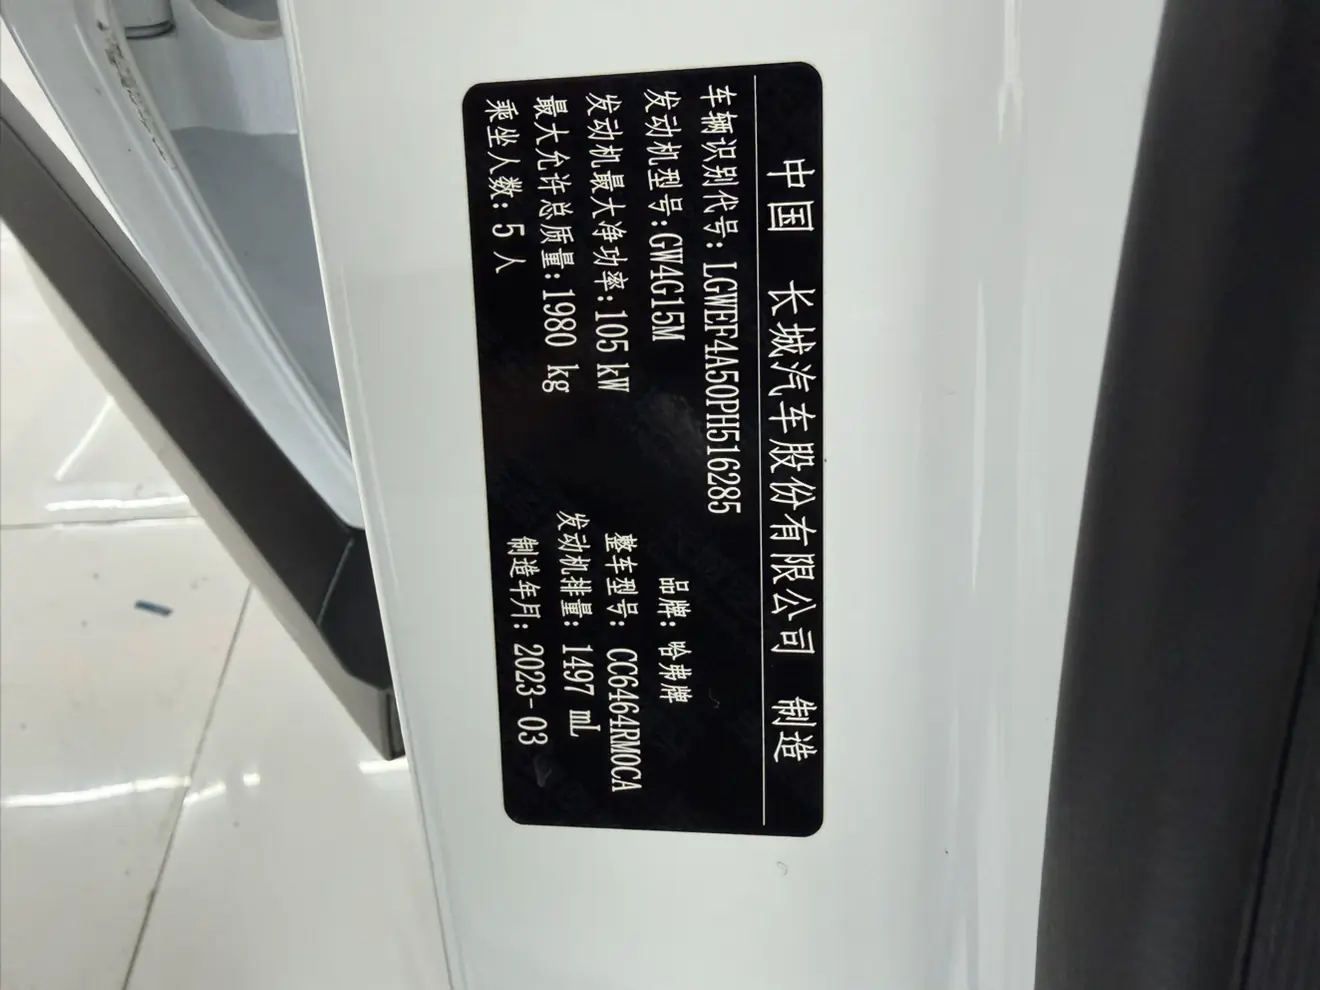 中国 长城汽车股份有限公司 制造
车辆识别代号: LGWEF4A50PH516285
发动机型号:GW4G15M 品牌: 哈弗牌
发动机最大净功率:105 kW 整车型号: CC6464RM0CA
最大允许总质量:1980 kg 发动机排量: 1497 mL
乘坐人数: 5 人 制造年月: 2023-03